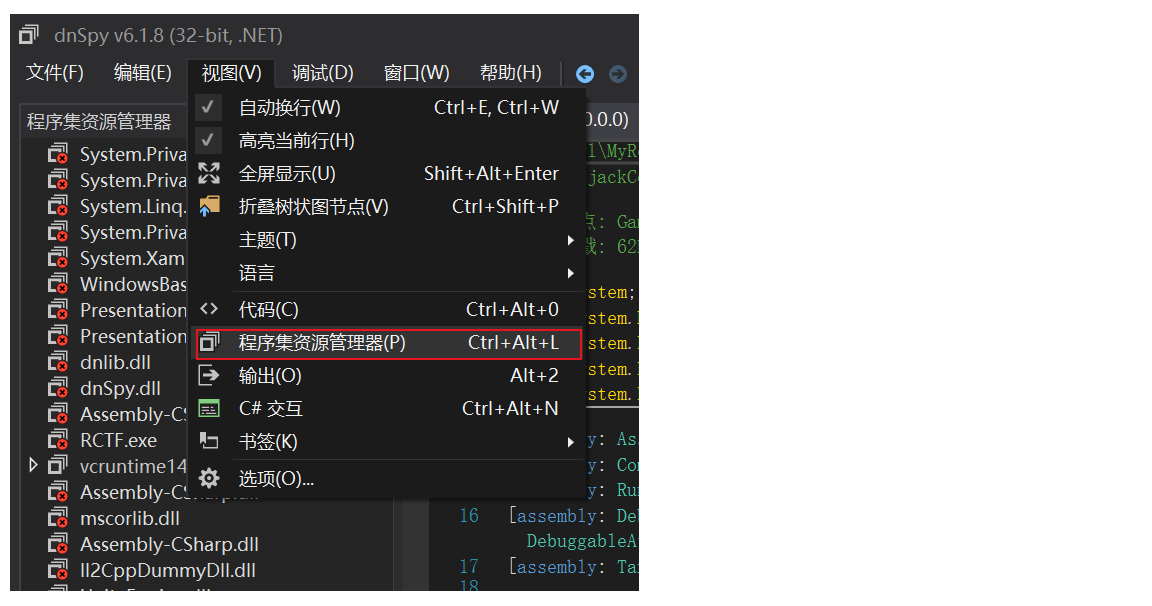 dnSpy v6.1.8 (32-bit, .NET)
文件(F) 编辑(E) 视图(V) 调试(D) 窗口(W) 帮助(H)
程序集资源管理器
System.Priva
System.Priva
System.Linq.
System.Priva
System.Xam
WindowsBas
Presentation
Presentation
dnlib.dll
dnSpy.dll
Assembly-CS
RCTF.exe
vcruntime14
mscorlib.dll
Assembly-CSharp.dll
Il2CppDummyDll.dll
自动换行(W) Ctrl+E, Ctrl+W
高亮当前行(H)
全屏显示(U) Shift+Alt+Enter
折叠树状图节点(V) Ctrl+Shift+P
主题(T)
语言
代码(C) Ctrl+Alt+0
程序集资源管理器(P) Ctrl+Alt+L
输出(O) Alt+2
C# 交互 Ctrl+Alt+N
书签(K)
选项(O)...
0.0.0)
l\MyR
jackC
点: Ga
戳: 62
stem;
stem.
stem.
stem.
stem.
y: As
y: Co
y: Ru
16 [assembly: De
DebuggableA
17 [assembly: Ta
18